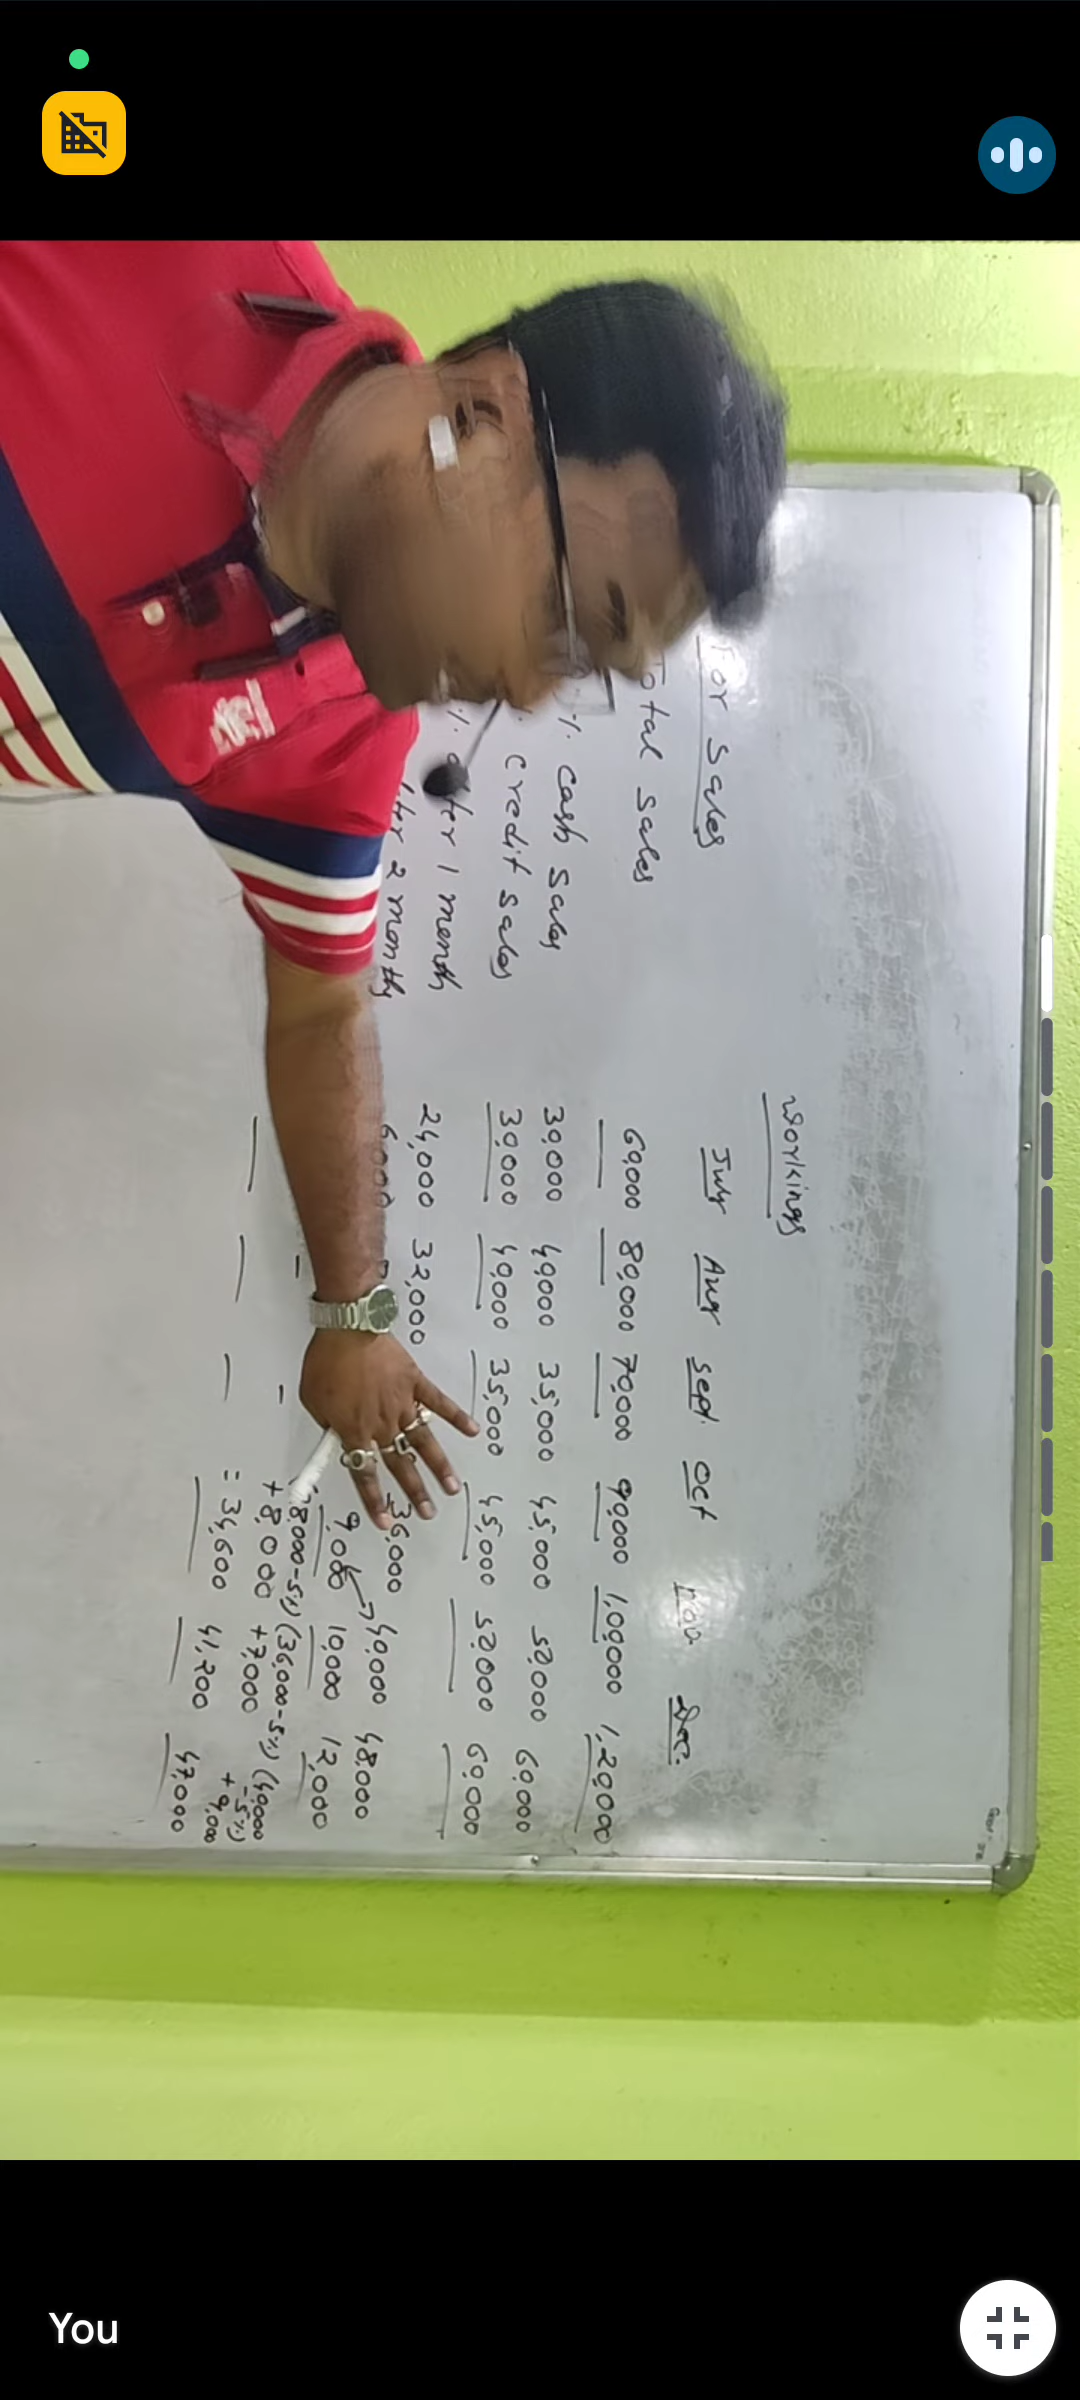 Workings
July Aug Sept. Oct Nov. Dec.
For Sales
Total Sales 60,000 80,000 70,000 90,000 1,00,000 1,20,000
%. Cash Sales 30,000 40,000 35,000 45,000 50,000 60,000
Credit Sales 30,000 40,000 35,000 45,000 50,000 60,000
%. after 1 month 24,000 32,000 36,000 40,000 48,000
2 month 6,000 9,000 10,000 12,000
- - (28,000-5%) (36,000-5%) (40,000
-5%)
+8,000 +7,000 +9,000
= 34,600 41,200 47,000
You